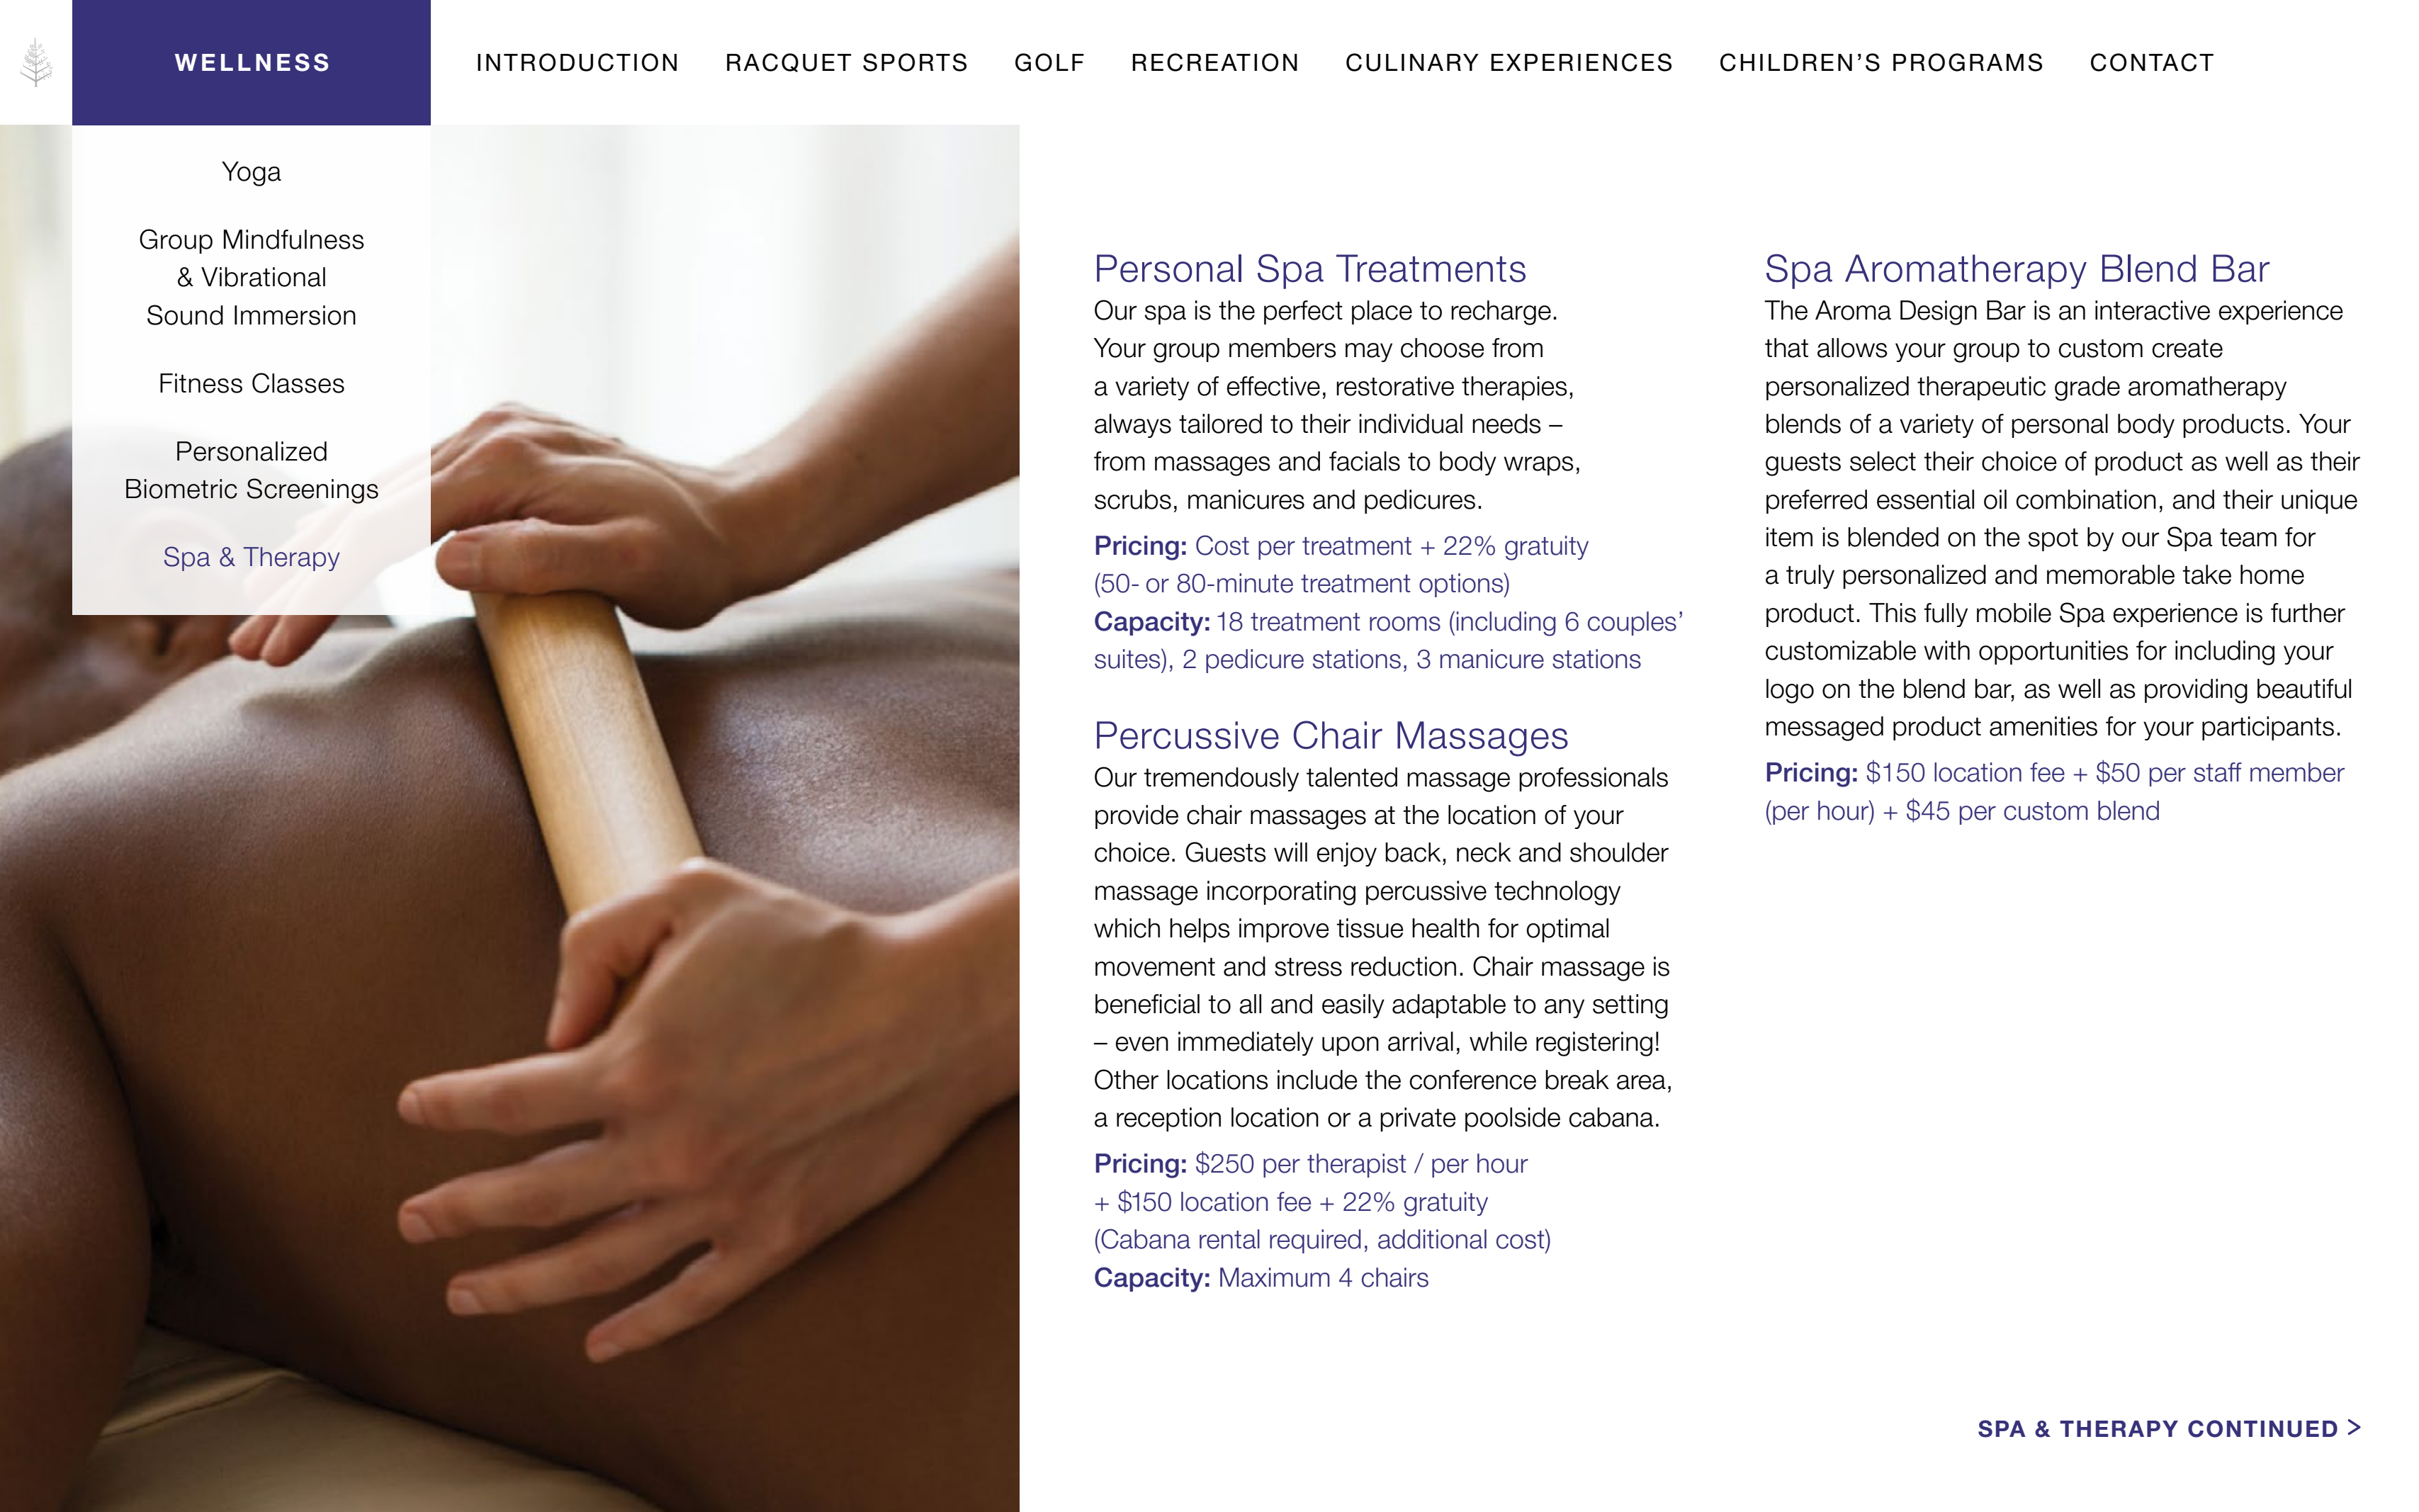 WELLNESS
INTRODUCTION
RACQUET SPORTS
GOLF
RECREATION
CULINARY EXPERIENCES
CHILDREN’S PROGRAMS
CONTACT
Yoga
Group Mindfulness
& Vibrational
Sound Immersion
Fitness Classes
Personalized
Biometric Screenings
Spa & Therapy
Personal Spa Treatments
Our spa is the perfect place to recharge.
Your group members may choose from
a variety of effective, restorative therapies,
always tailored to their individual needs –
from massages and facials to body wraps,
scrubs, manicures and pedicures.
Pricing: Cost per treatment + 22% gratuity
(50- or 80-minute treatment options)
Capacity: 18 treatment rooms (including 6 couples’
suites), 2 pedicure stations, 3 manicure stations
Percussive Chair Massages
Our tremendously talented massage professionals
provide chair massages at the location of your
choice. Guests will enjoy back, neck and shoulder
massage incorporating percussive technology
which helps improve tissue health for optimal
movement and stress reduction. Chair massage is
beneficial to all and easily adaptable to any setting
– even immediately upon arrival, while registering!
Other locations include the conference break area,
a reception location or a private poolside cabana.
Pricing: $250 per therapist / per hour
+ $150 location fee + 22% gratuity
(Cabana rental required, additional cost)
Capacity: Maximum 4 chairs
Spa Aromatherapy Blend Bar
The Aroma Design Bar is an interactive experience
that allows your group to custom create
personalized therapeutic grade aromatherapy
blends of a variety of personal body products. Your
guests select their choice of product as well as their
preferred essential oil combination, and their unique
item is blended on the spot by our Spa team for
a truly personalized and memorable take home
product. This fully mobile Spa experience is further
customizable with opportunities for including your
logo on the blend bar, as well as providing beautiful
messaged product amenities for your participants.
Pricing: $150 location fee + $50 per staff member
(per hour) + $45 per custom blend
SPA & THERAPY CONTINUED >